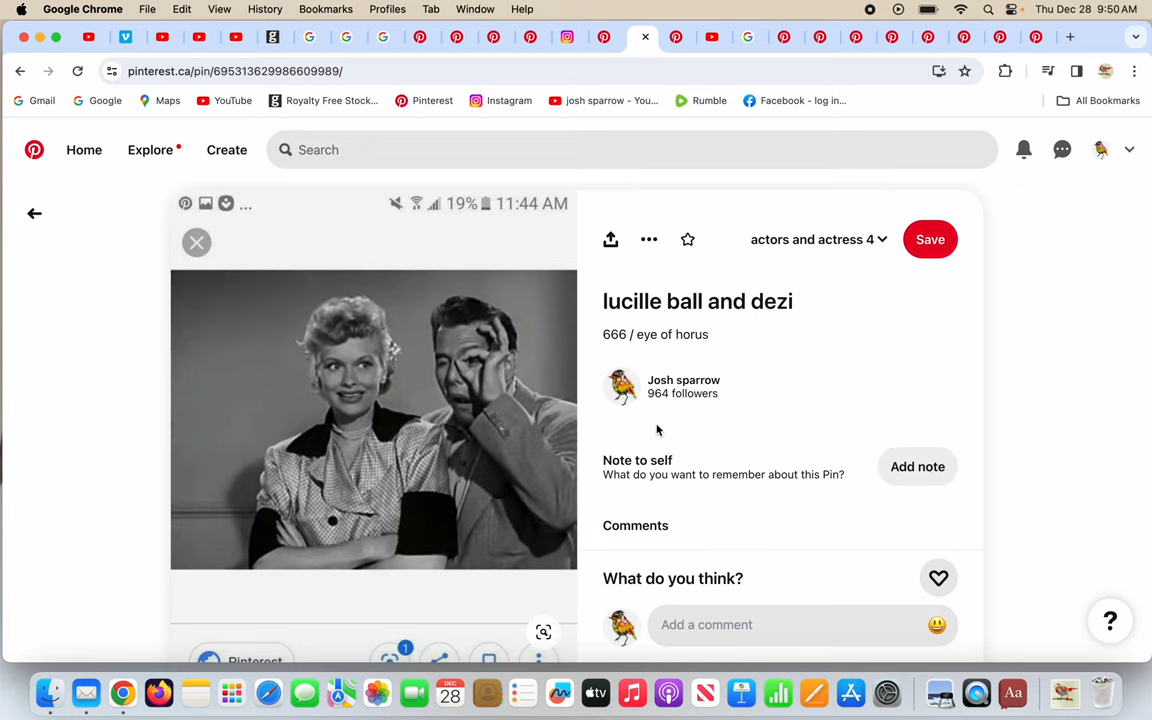 Google Chrome File Edit View History Bookmarks Profiles Tab Window Help Thu Dec 28 9:50 AM
pinterest.ca/pin/695313629986609989/
Gmail Google Maps YouTube Royalty Free Stock... Pinterest Instagram josh sparrow - You... Rumble Facebook - log in... All Bookmarks
Home Explore Create Search
... 19% 11:44 AM
actors and actress 4 Save
lucille ball and dezi
666 / eye of horus
Josh sparrow
964 followers
Note to self
What do you want to remember about this Pin?
Add note
Comments
What do you think?
Add a comment
1
Pinterest
?
DEC
28
tv
Aa